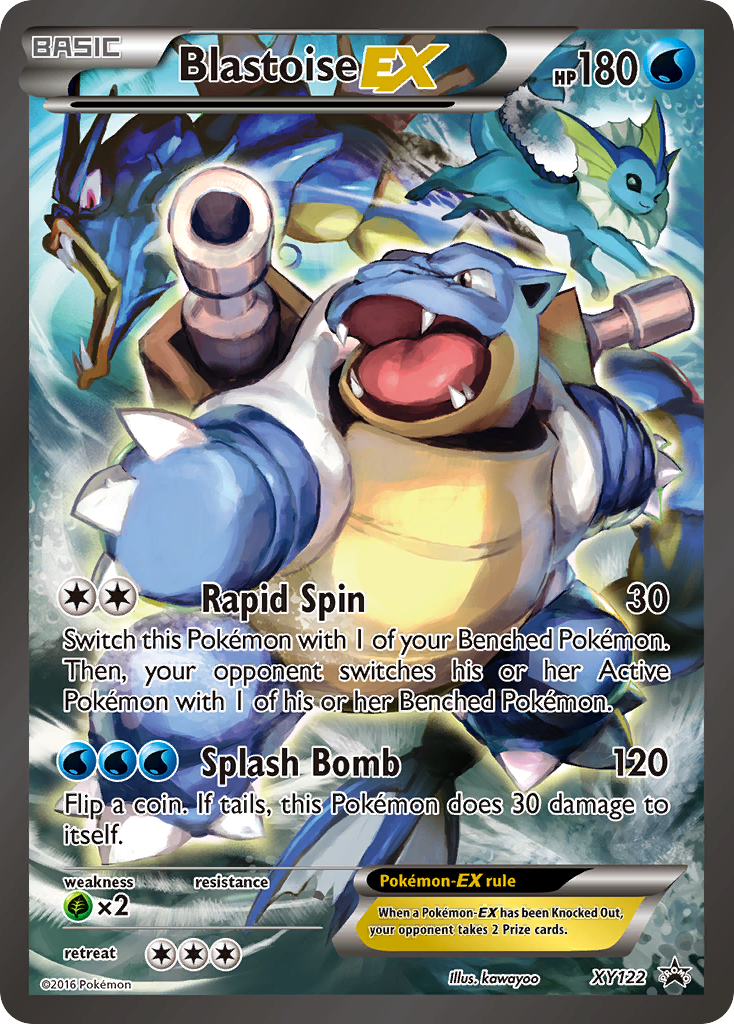 BASIC
Blastoise EX
HP 180
Rapid Spin 30
Switch this Pokémon with 1 of your Benched Pokémon.
Then, your opponent switches his or her Active
Pokémon with 1 of his or her Benched Pokémon.
Splash Bomb 120
Flip a coin. If tails, this Pokémon does 30 damage to
itself.
weakness resistance
×2
Pokémon-EX rule
When a Pokémon-EX has been Knocked Out,
your opponent takes 2 Prize cards.
retreat
©2016 Pokémon
Illus. kawayoo
XY122
PROMO